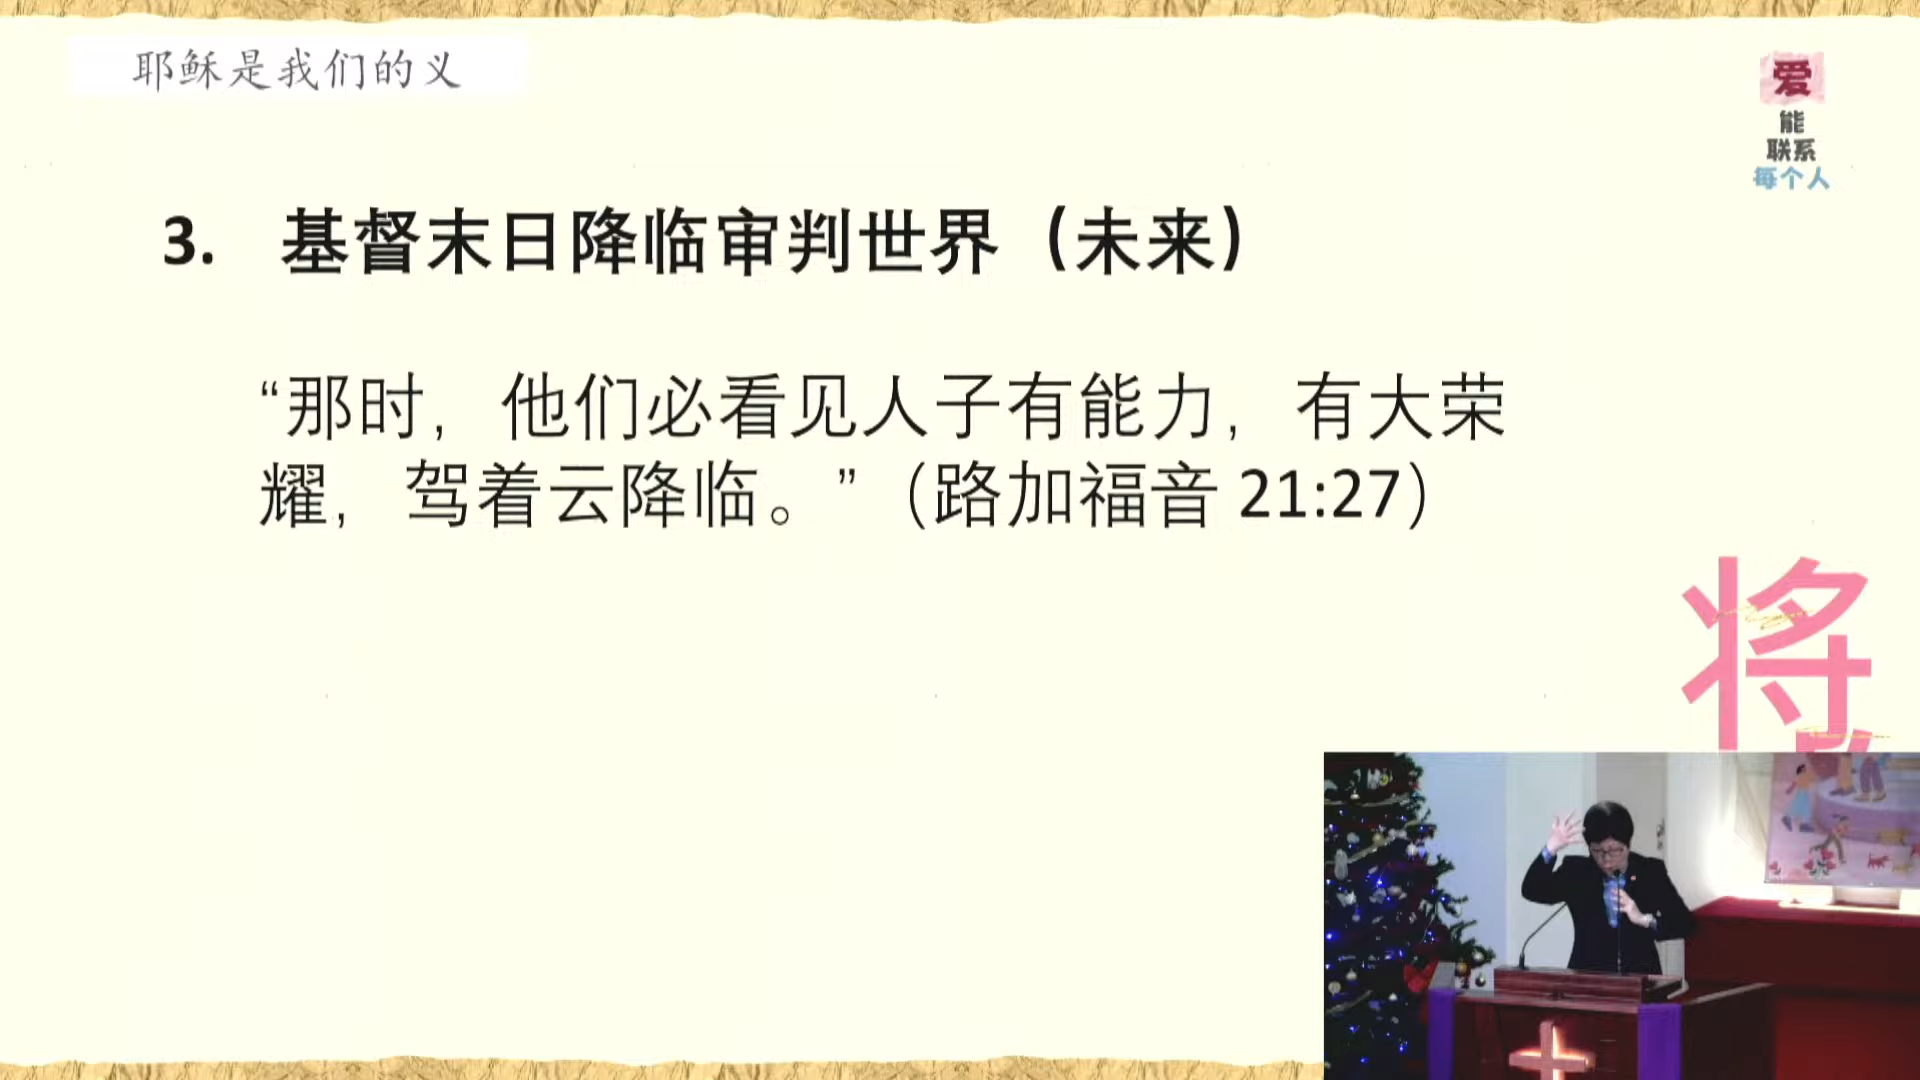 耶稣是我们的义
爱
能
联系
每个人
3. 基督末日降临审判世界（未来）
“那时，他们必看见人子有能力，有大荣
耀，驾着云降临。”（路加福音 21:27）
将